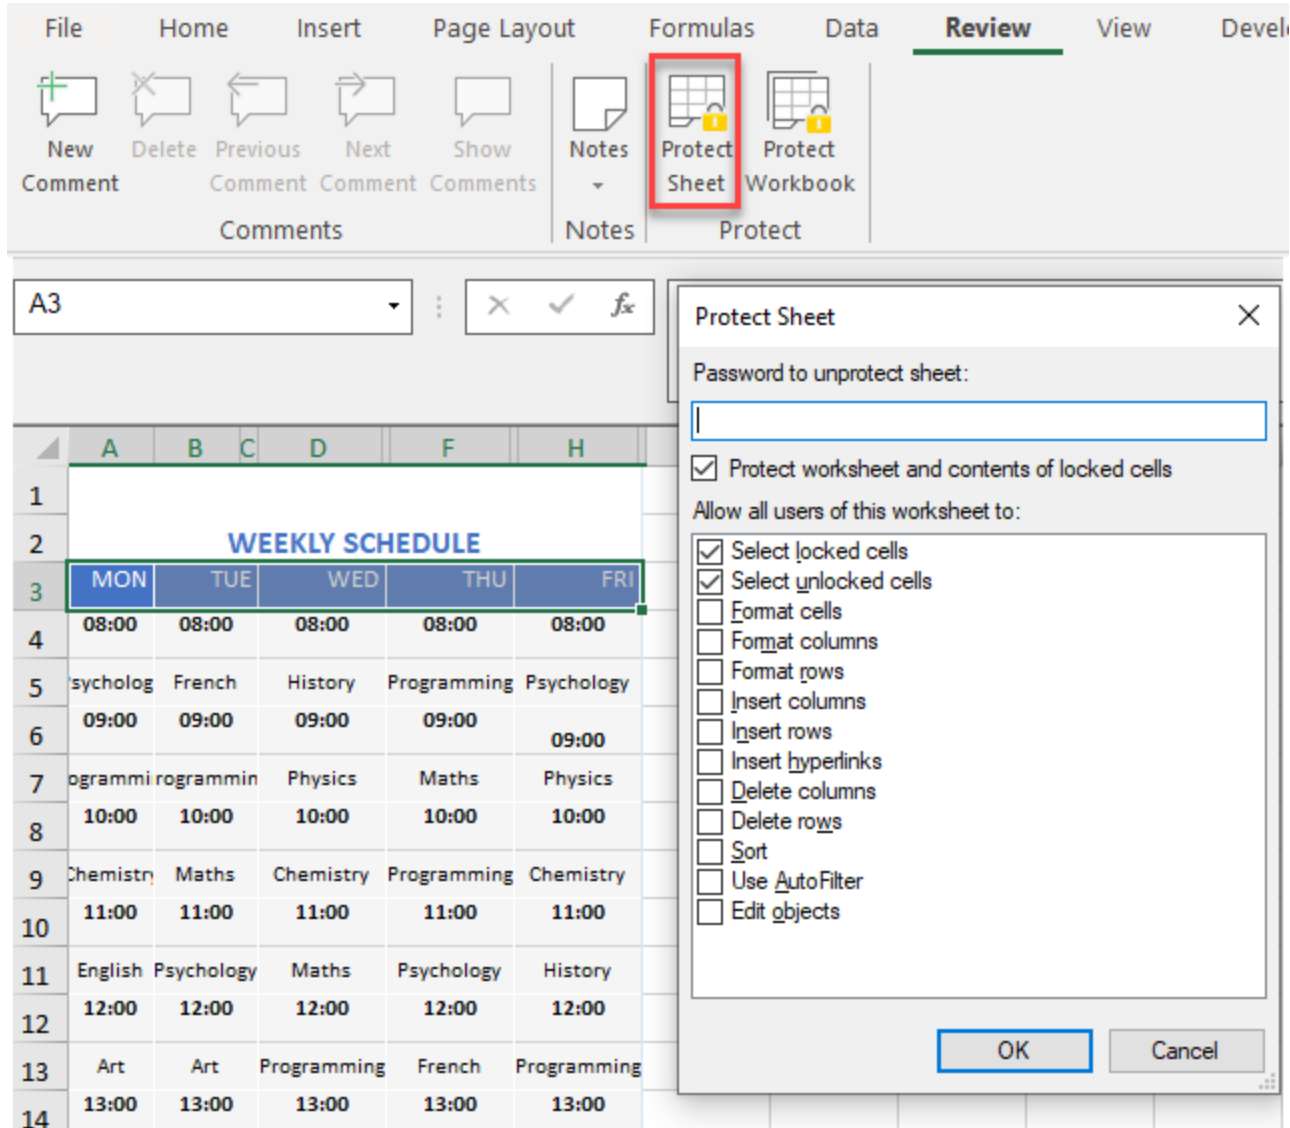 File Home Insert Page Layout Formulas Data Review View Devel
New Comment
Delete
Previous Comment
Next Comment
Show Comments
Notes
Protect Sheet
Protect Workbook
Comments Notes Protect
A3 fx
Protect Sheet
Password to unprotect sheet:
Protect worksheet and contents of locked cells
Allow all users of this worksheet to:
Select locked cells
Select unlocked cells
Format cells
Format columns
Format rows
Insert columns
Insert rows
Insert hyperlinks
Delete columns
Delete rows
Sort
Use AutoFilter
Edit objects
OK Cancel
A B C D F H
1
2 WEEKLY SCHEDULE
3 MON TUE WED THU FRI
4 08:00 08:00 08:00 08:00 08:00
5 sycholog French History Programming Psychology
6 09:00 09:00 09:00 09:00 09:00
7 ogrammi rogrammin Physics Maths Physics
8 10:00 10:00 10:00 10:00 10:00
9 Chemistry Maths Chemistry Programming Chemistry
10 11:00 11:00 11:00 11:00 11:00
11 English Psychology Maths Psychology History
12 12:00 12:00 12:00 12:00 12:00
13 Art Art Programming French Programming
14 13:00 13:00 13:00 13:00 13:00